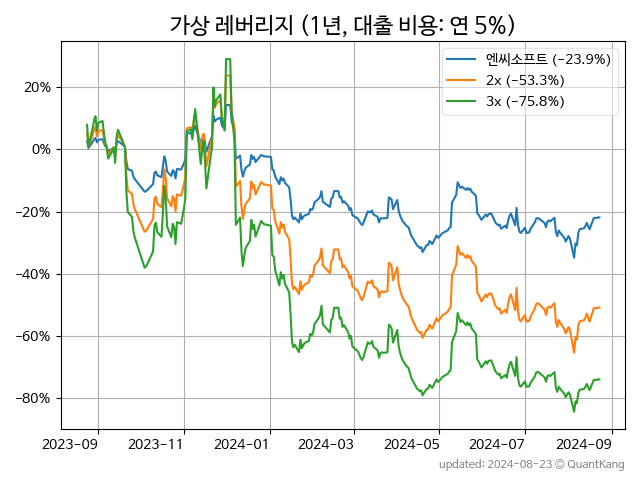 가상 레버리지 (1년, 대출 비용: 연 5%)
엔씨소프트 (−23.9%)
2x (−53.3%)
3x (−75.8%)
20%
0%
−20%
−40%
−60%
−80%
2023-09 2023-11 2024-01 2024-03 2024-05 2024-07 2024-09
updated: 2024-08-23 ⓒ QuantKang